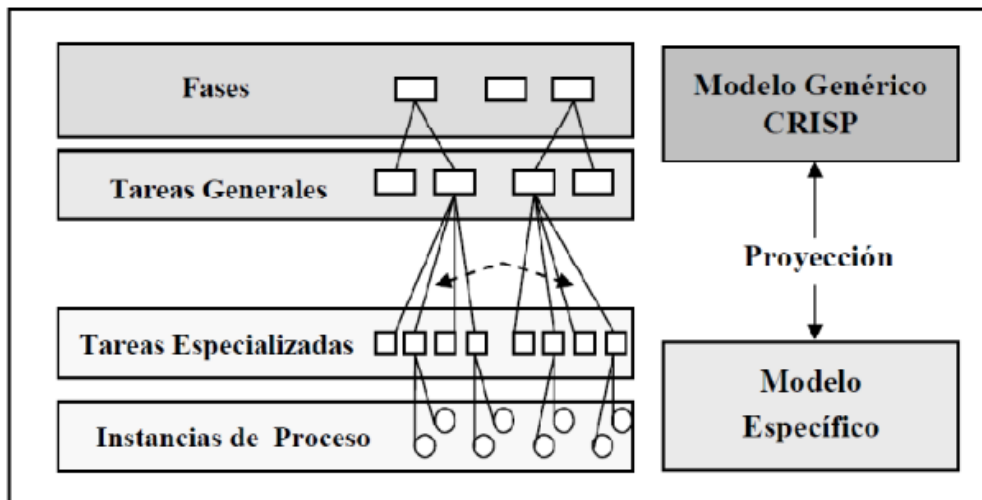 Fases
Modelo Genérico
CRISP
Tareas Generales
Proyección
Tareas Especializadas
Modelo
Específico
Instancias de Proceso